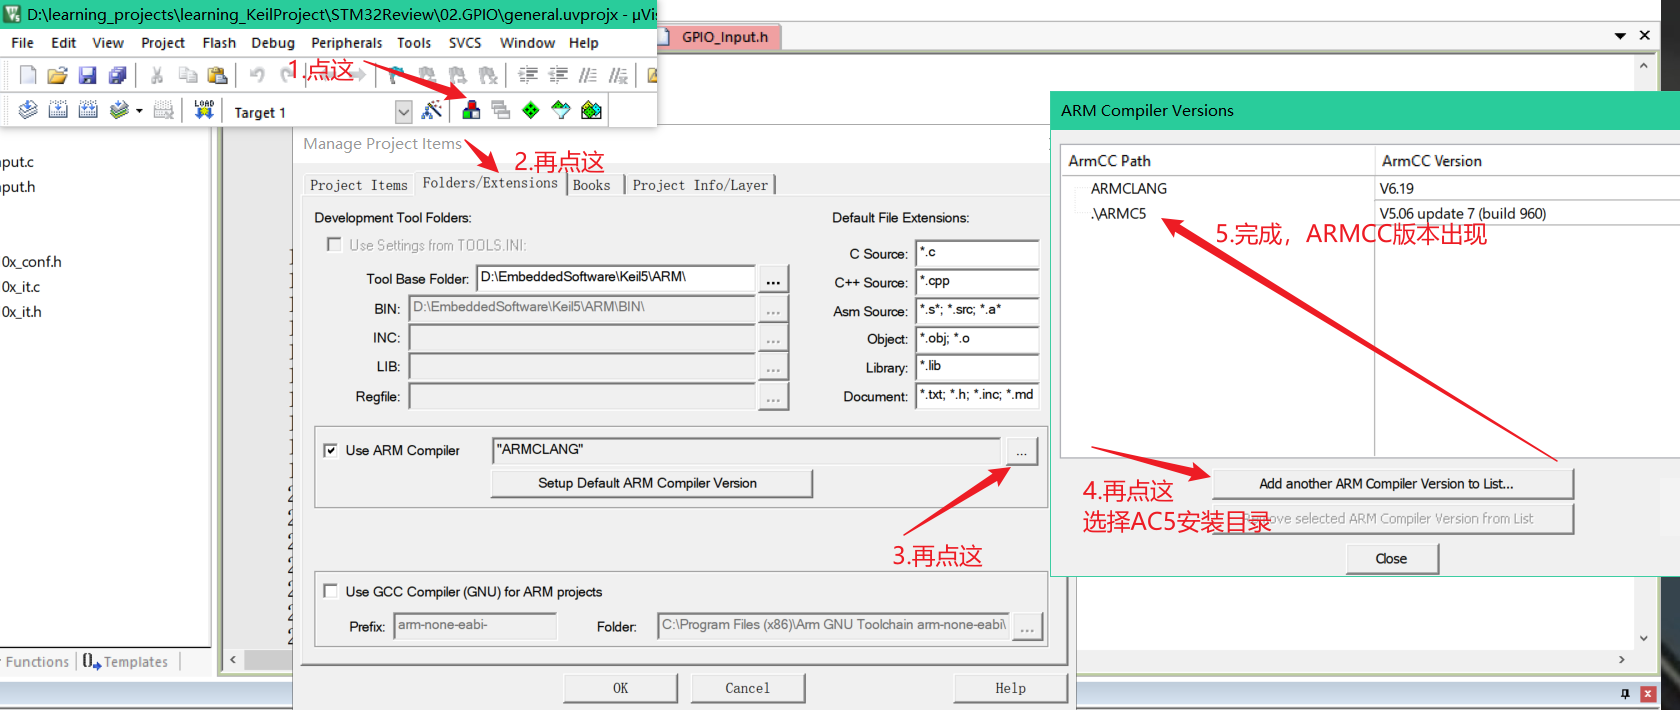 D:\learning_projects\learning_KeilProject\STM32Review\02.GPIO\general.uvprojx - µVis
File Edit View Project Flash Debug Peripherals Tools SVCS Window Help
GPIO_Input.h
1.点这
LOAD
Target 1
put.c
put.h
0x_conf.h
0x_it.c
0x_it.h
Functions
Templates
Manage Project Items
2.再点这
Project Items Folders/Extensions Books Project Info/Layer
Development Tool Folders:
Default File Extensions:
Use Settings from TOOLS.INI:
C Source: *.c
Tool Base Folder: D:\EmbeddedSoftware\Keil5\ARM\ ...
C++ Source: *.cpp
BIN: D:\EmbeddedSoftware\Keil5\ARM\BIN\ ...
Asm Source: *.s*; *.src; *.a*
INC: ...
Object: *.obj; *.o
LIB: ...
Library: *.lib
Regfile: ...
Document: *.txt; *.h; *.inc; *.md
Use ARM Compiler "ARMCLANG" ...
Setup Default ARM Compiler Version
3.再点这
Use GCC Compiler (GNU) for ARM projects
Prefix: arm-none-eabi- Folder: C:\Program Files (x86)\Arm GNU Toolchain arm-none-eabi\ ...
OK Cancel Help
ARM Compiler Versions
ArmCC Path ArmCC Version
ARMCLANG V6.19
.\ARMC5 V5.06 update 7 (build 960)
5.完成，ARMCC版本出现
Add another ARM Compiler Version to List...
4.再点这
选择AC5安装目录
selected ARM Compiler Version from List
Close